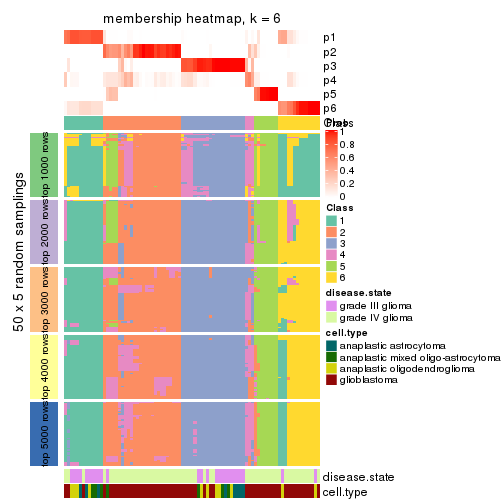 membership heatmap, k = 6
p1
p2
p3
p4
p5
p6
Class
Prob
1
0.8
0.6
0.4
0.2
0
Class
1
2
3
4
5
6
disease.state
grade III glioma
grade IV glioma
cell.type
anaplastic astrocytoma
anaplastic mixed oligo-astrocytoma
anaplastic oligodendroglioma
glioblastoma
50 x 5 random samplings
top 1000 rows
top 2000 rows
top 3000 rows
top 4000 rows
top 5000 rows
disease.state
cell.type